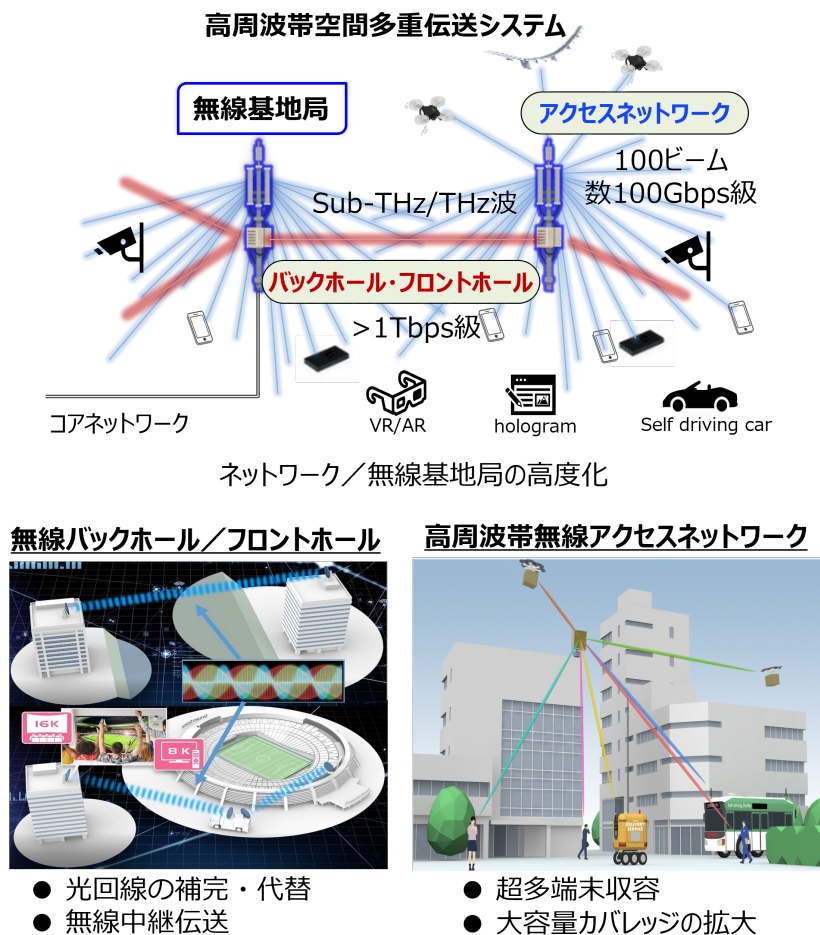 高周波帯空間多重伝送システム
無線基地局
アクセスネットワーク
100ビーム
数100Gbps級
Sub-THz/THz波
バックホール・フロントホール
>1Tbps級
コアネットワーク
VR/AR
hologram
Self driving car
ネットワーク／無線基地局の高度化
無線バックホール／フロントホール
16K
8K
● 光回線の補完・代替
● 無線中継伝送
高周波帯無線アクセスネットワーク
DELIVERY
SERVICE
● 超多端末収容
● 大容量カバレッジの拡大